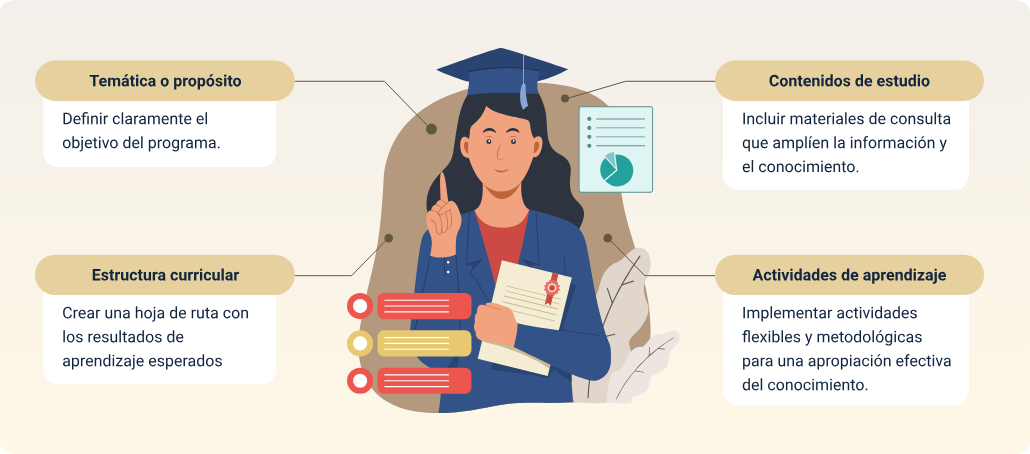 Temática o propósito
Definir claramente el
objetivo del programa.
Estructura curricular
Crear una hoja de ruta con
los resultados de
aprendizaje esperados
Contenidos de estudio
Incluir materiales de consulta
que amplíen la información y
el conocimiento.
Actividades de aprendizaje
Implementar actividades
flexibles y metodológicas
para una apropiación efectiva
del conocimiento.